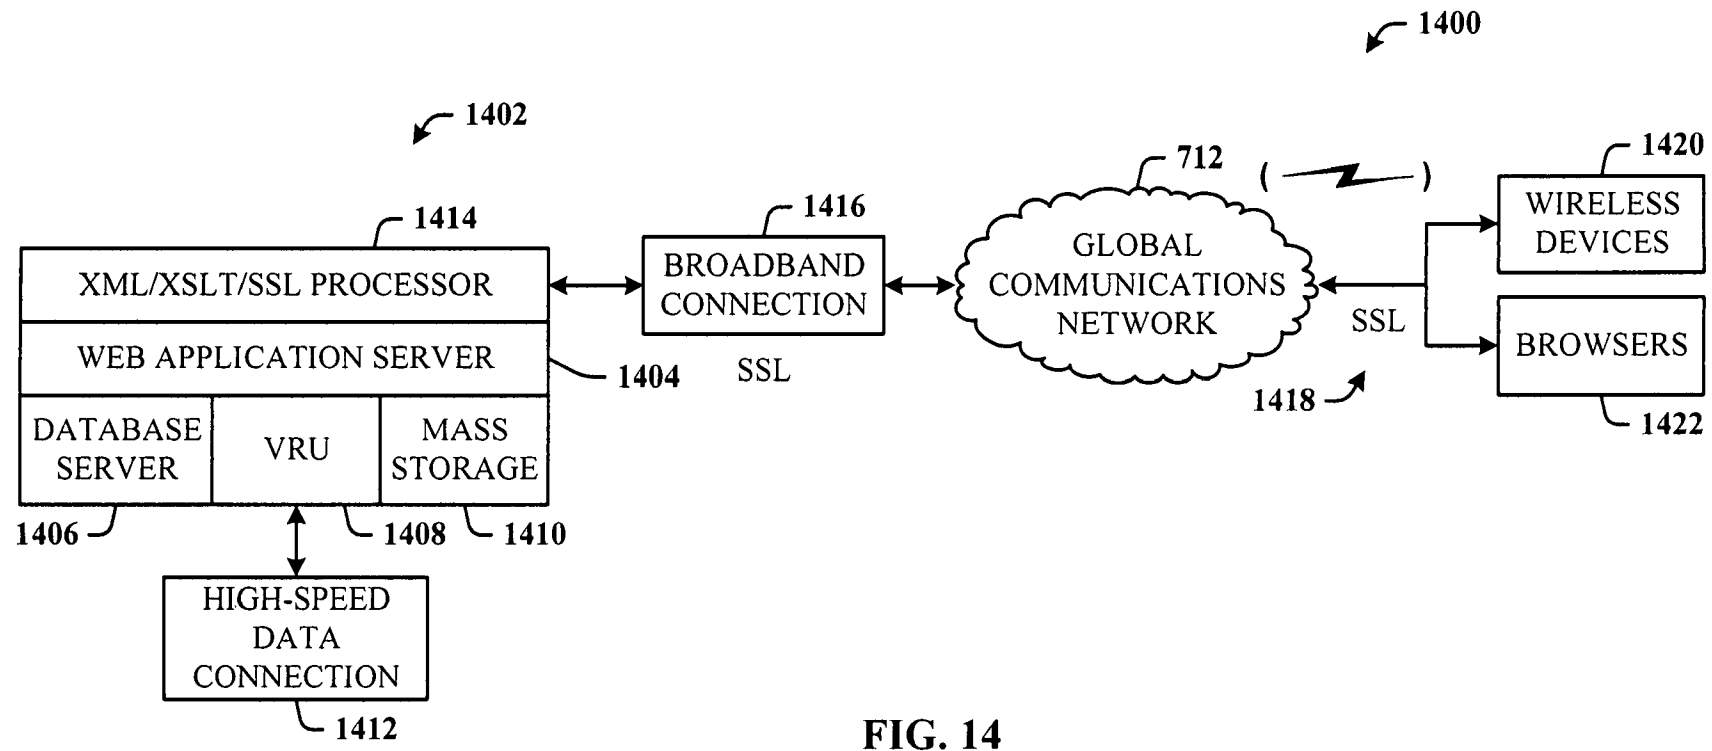 1400
1402
712
1420
WIRELESS
DEVICES
1414
1416
XML/XSLT/SSL PROCESSOR
BROADBAND
CONNECTION
SSL
GLOBAL
COMMUNICATIONS
NETWORK
SSL
1418
BROWSERS
1422
WEB APPLICATION SERVER
1404
DATABASE
SERVER
VRU
MASS
STORAGE
1406
1408
1410
HIGH-SPEED
DATA
CONNECTION
1412
FIG. 14